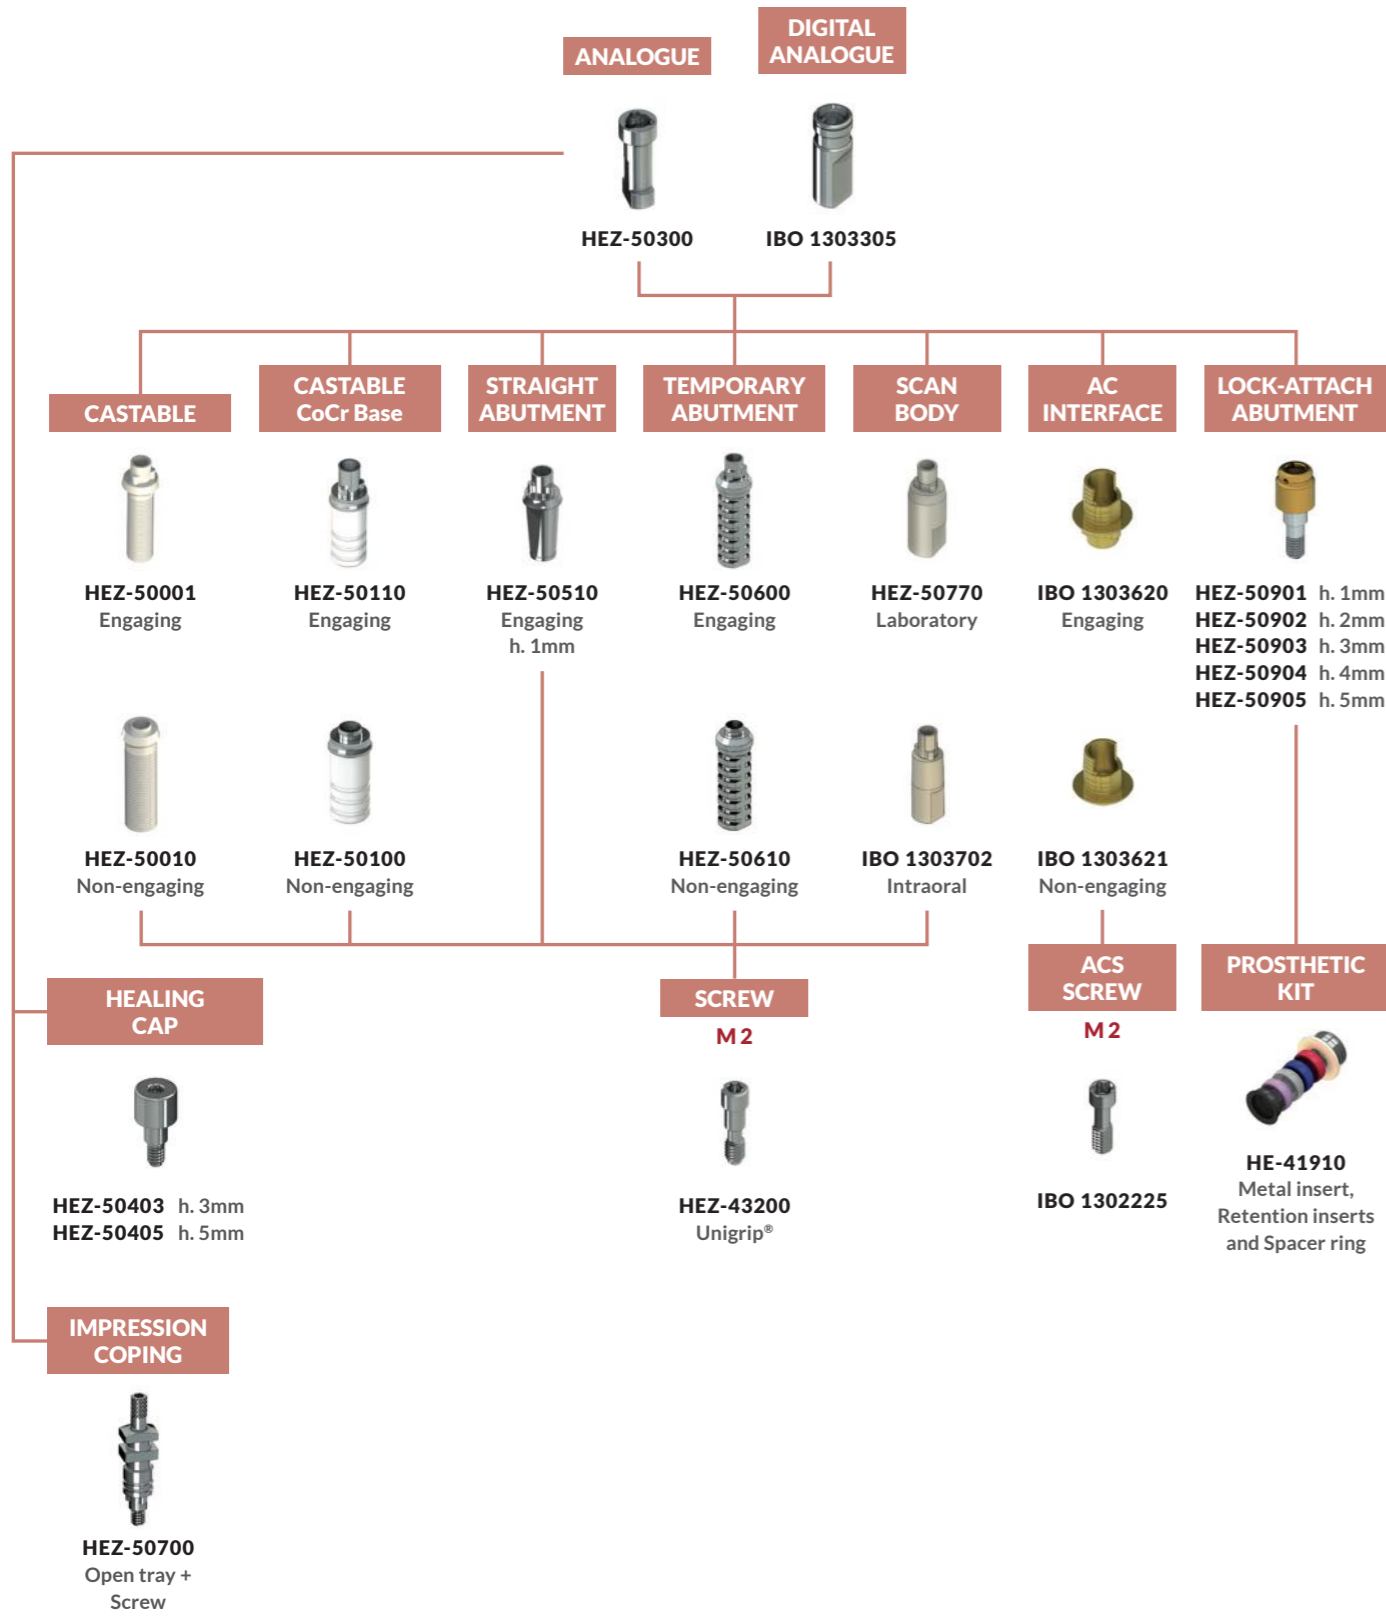 ANALOGUE
DIGITAL
ANALOGUE
HEZ-50300
IBO 1303305
CASTABLE
HEZ-50001
Engaging
HEZ-50010
Non-engaging
CASTABLE
CoCr Base
HEZ-50110
Engaging
HEZ-50100
Non-engaging
STRAIGHT
ABUTMENT
HEZ-50510
Engaging
h. 1mm
TEMPORARY
ABUTMENT
HEZ-50600
Engaging
HEZ-50610
Non-engaging
SCAN
BODY
HEZ-50770
Laboratory
IBO 1303702
Intraoral
AC
INTERFACE
IBO 1303620
Engaging
IBO 1303621
Non-engaging
LOCK-ATTACH
ABUTMENT
HEZ-50901 h. 1mm
HEZ-50902 h. 2mm
HEZ-50903 h. 3mm
HEZ-50904 h. 4mm
HEZ-50905 h. 5mm
HEALING
CAP
HEZ-50403 h. 3mm
HEZ-50405 h. 5mm
SCREW
M 2
HEZ-43200
Unigrip®
ACS
SCREW
M 2
IBO 1302225
PROSTHETIC
KIT
HE-41910
Metal insert,
Retention inserts
and Spacer ring
IMPRESSION
COPING
HEZ-50700
Open tray +
Screw